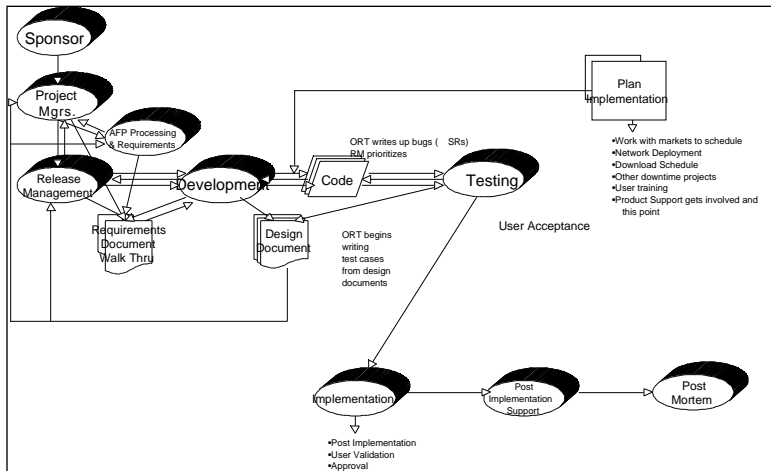 Sponsor
Project
Mgrs.
AFP Processing
& Requirements
Release
Management
Development
Requirements
Document
Walk Thru
Design
Document
Code
ORT writes up bugs ( SRs)
RM prioritizes
Testing
ORT begins
writing
test cases
from design
documents
User Acceptance
Plan
Implementation
•Work with markets to schedule
•Network Deployment
•Download Schedule
•Other downtime projects
•User training
•Product Support gets involved and
this point
Implementation
•Post Implementation
•User Validation
•Approval
Post
Implementation
Support
Post
Mortem